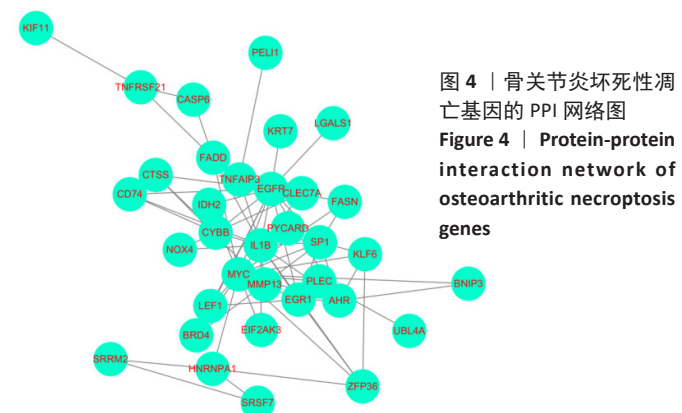 KIF11
PELI1
TNFRSF21
CASP6
LGALS1
KRT7
FADD
CTSS
TNFAIP3
EGFR
CLEC7A
CD74
IDH2
FASN
CYBB
PYCARD
NOX4
IL1B
SP1
KLF6
MYC
MMP13
PLEC
BNIP3
LEF1
EGR1
AHR
BRD4
EIF2AK3
UBL4A
SRRM2
HNRNPA1
ZFP36
SRSF7
图 4 ｜骨关节炎坏死性凋
亡基因的 PPI 网络图
Figure 4 ｜ Protein-protein
interaction network of
osteoarthritic necroptosis
genes